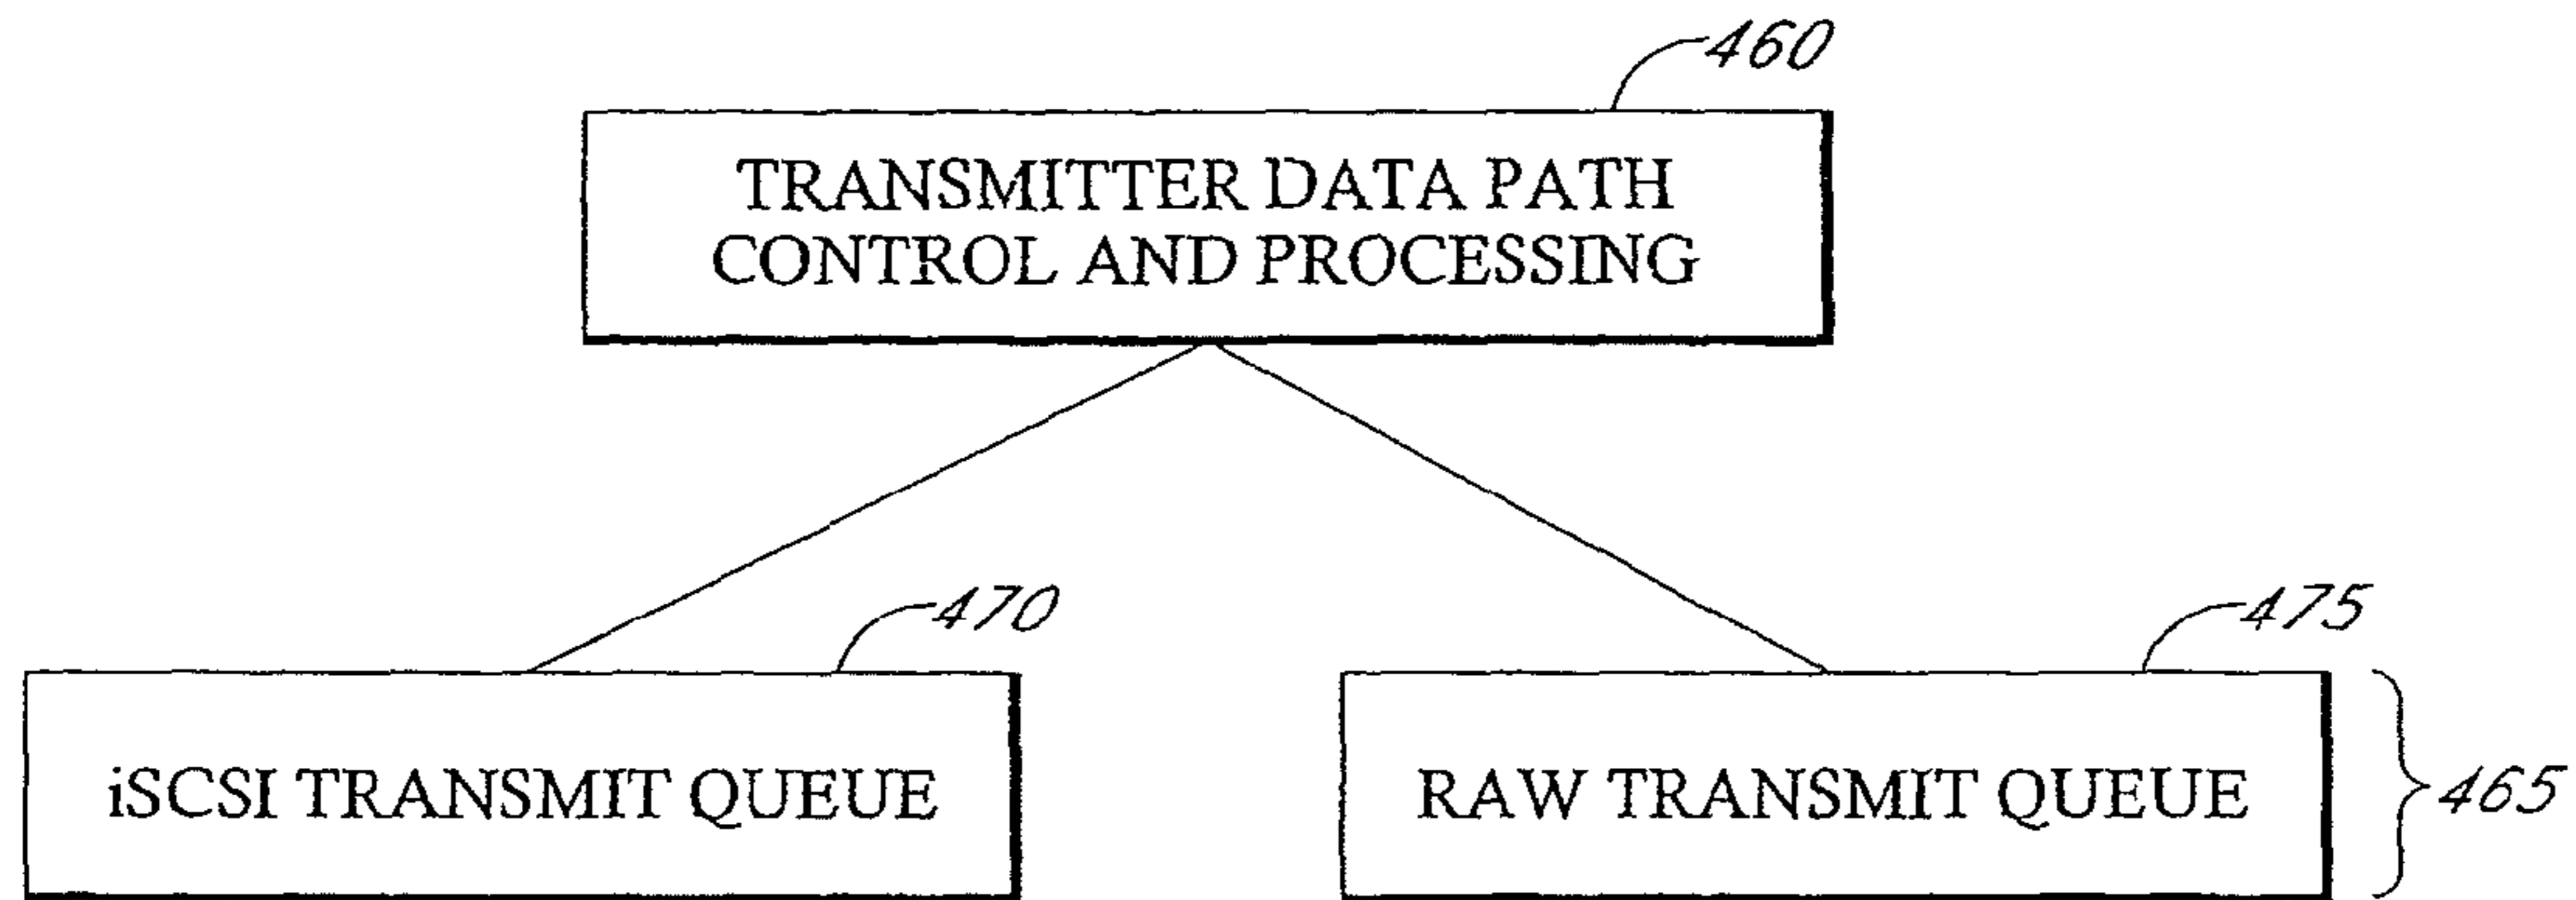 460
TRANSMITTER DATA PATH
CONTROL AND PROCESSING
470
475
iSCSI TRANSMIT QUEUE
RAW TRANSMIT QUEUE
465